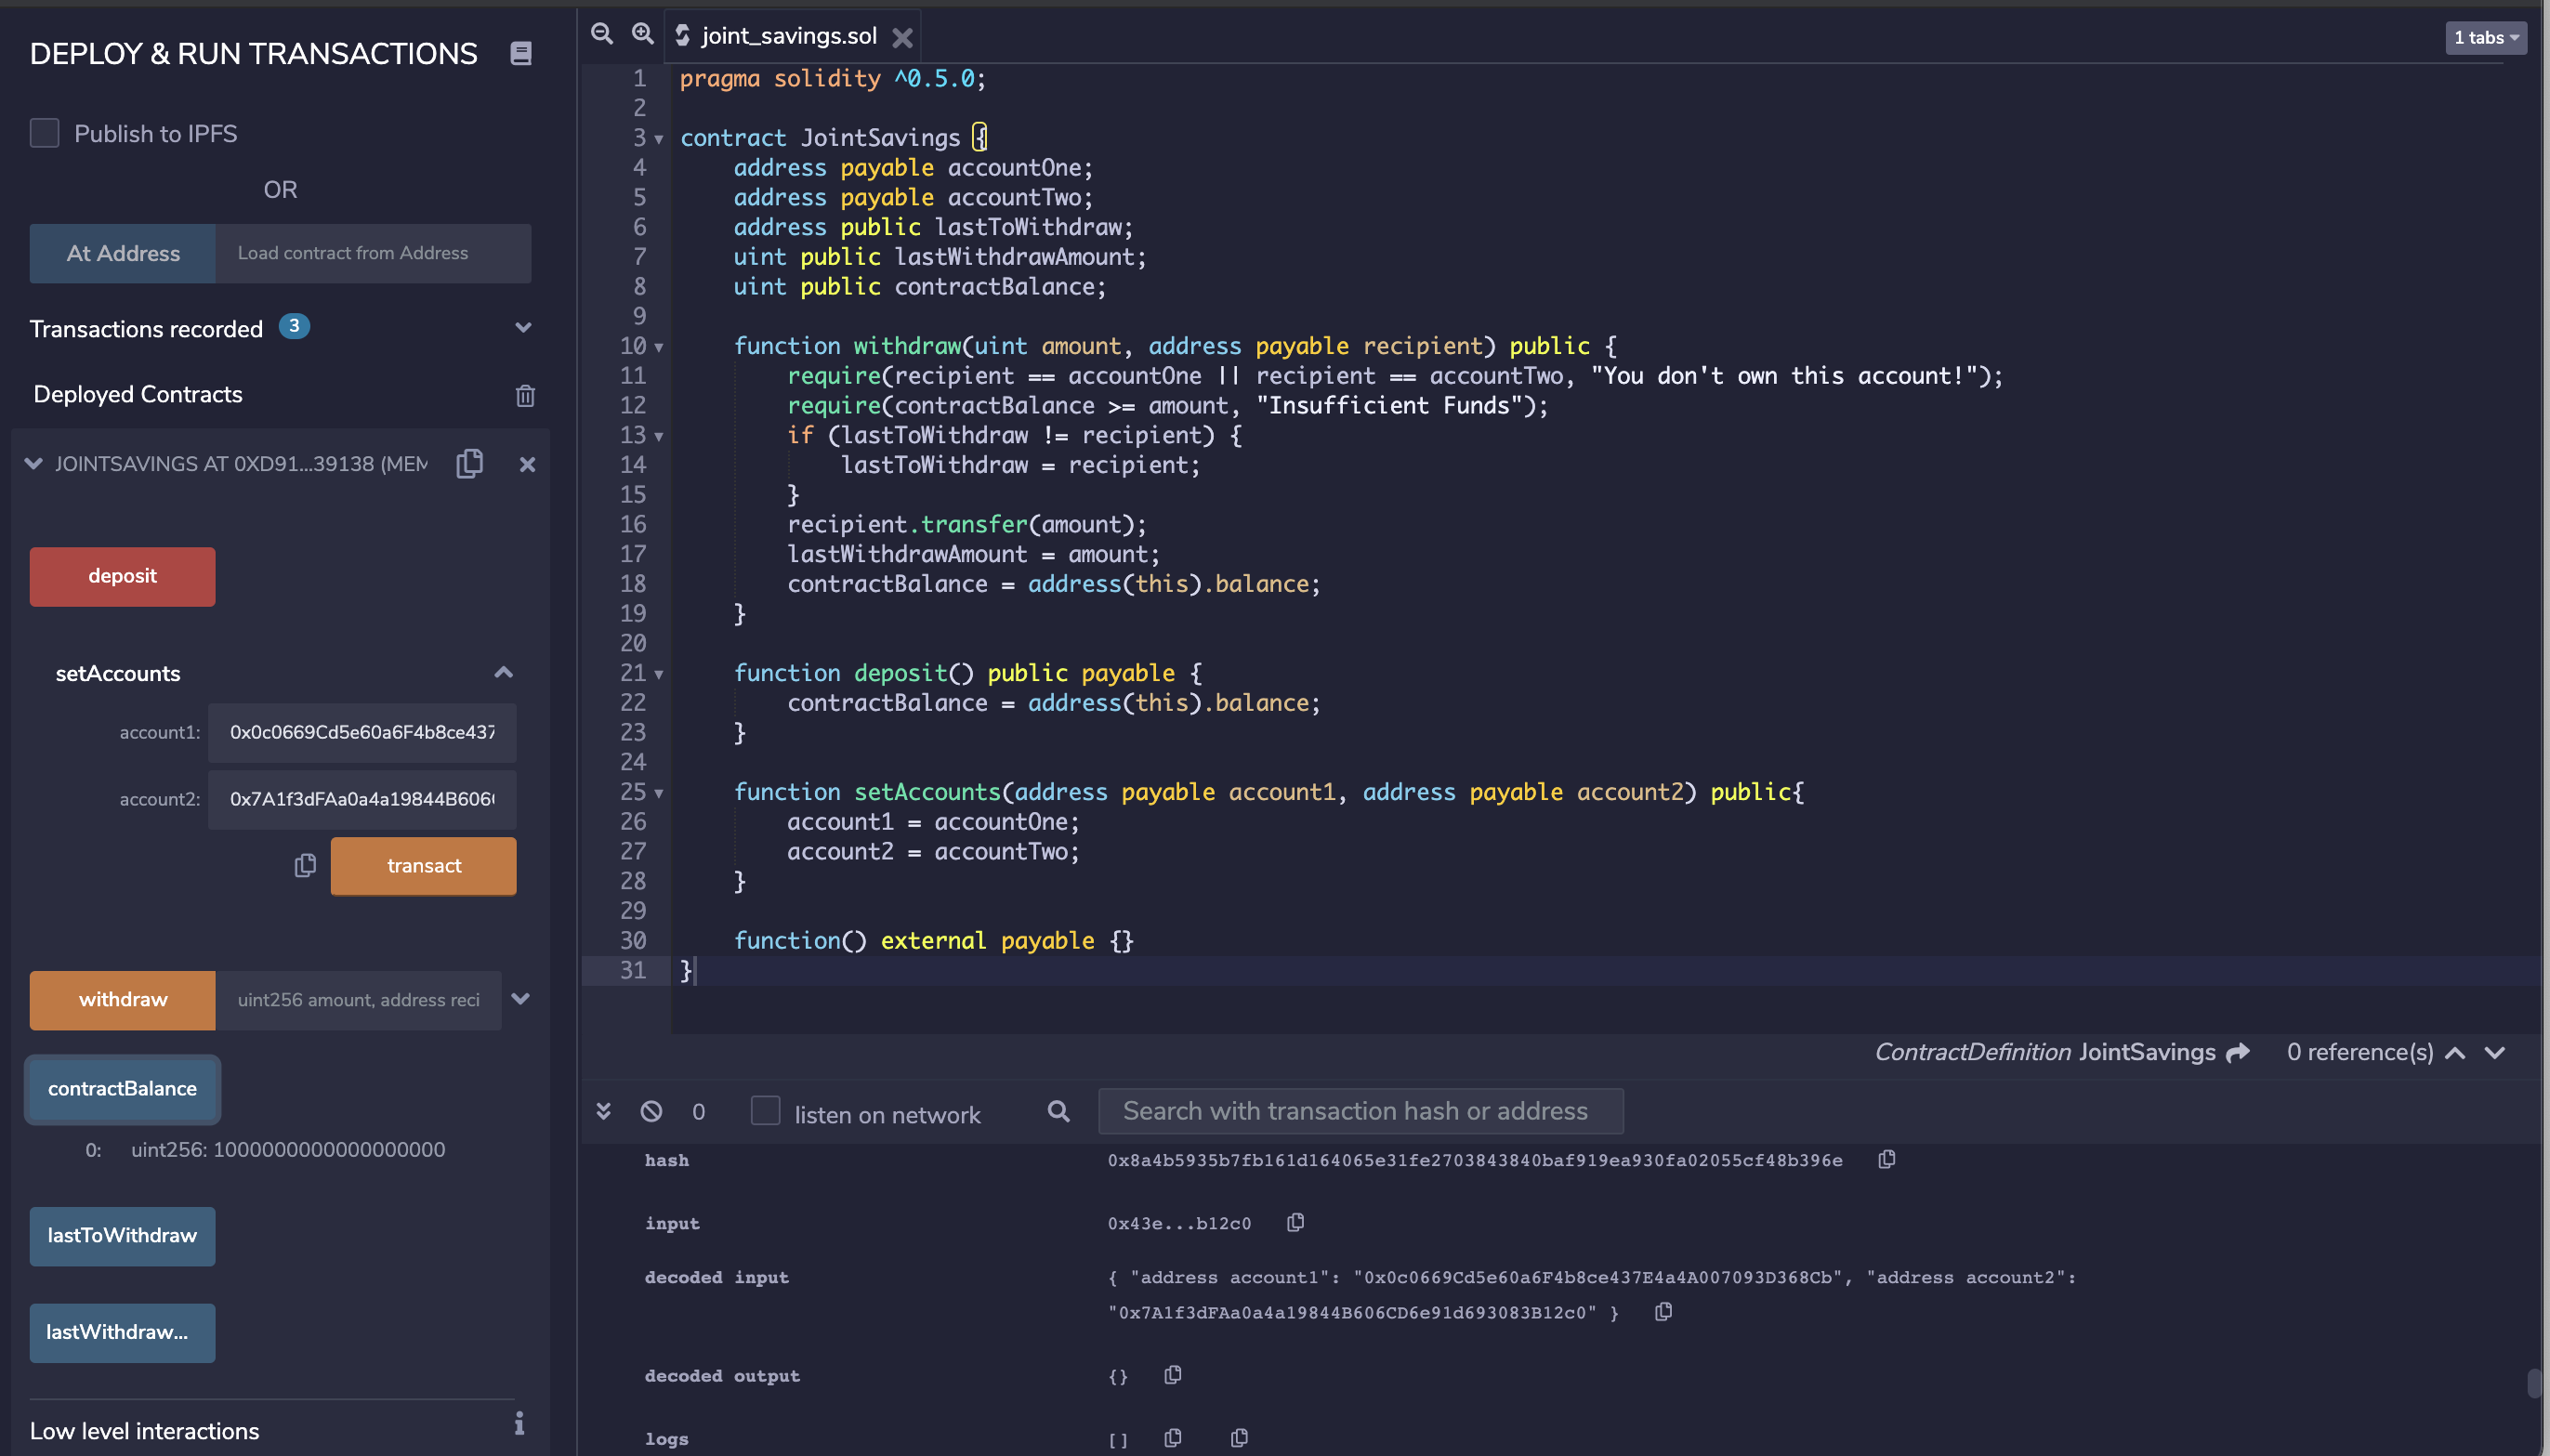 DEPLOY & RUN TRANSACTIONS
Publish to IPFS
OR
At Address
Load contract from Address
Transactions recorded 3
Deployed Contracts
JOINTSAVINGS AT 0XD91...39138 (MEM
deposit
setAccounts
account1: 0x0c0669Cd5e60a6F4b8ce437
account2: 0x7A1f3dFAa0a4a19844B606
transact
withdraw
uint256 amount, address reci
contractBalance
0: uint256: 1000000000000000000
lastToWithdraw
lastWithdraw...
Low level interactions
joint_savings.sol
1 tabs
1 pragma solidity ^0.5.0;
2
3 contract JointSavings {
4 address payable accountOne;
5 address payable accountTwo;
6 address public lastToWithdraw;
7 uint public lastWithdrawAmount;
8 uint public contractBalance;
9
10 function withdraw(uint amount, address payable recipient) public {
11 require(recipient == accountOne || recipient == accountTwo, "You don't own this account!");
12 require(contractBalance >= amount, "Insufficient Funds");
13 if (lastToWithdraw != recipient) {
14 lastToWithdraw = recipient;
15 }
16 recipient.transfer(amount);
17 lastWithdrawAmount = amount;
18 contractBalance = address(this).balance;
19 }
20
21 function deposit() public payable {
22 contractBalance = address(this).balance;
23 }
24
25 function setAccounts(address payable account1, address payable account2) public{
26 account1 = accountOne;
27 account2 = accountTwo;
28 }
29
30 function() external payable {}
31 }
ContractDefinition JointSavings 0 reference(s)
0 listen on network Search with transaction hash or address
hash 0x8a4b5935b7fb161d164065e31fe2703843840baf919ea930fa02055cf48b396e
input 0x43e...b12c0
decoded input { "address account1": "0x0c0669Cd5e60a6F4b8ce437E4a4A007093D368Cb", "address account2":
"0x7A1f3dFAa0a4a19844B606CD6e91d693083B12c0" }
decoded output {}
logs []